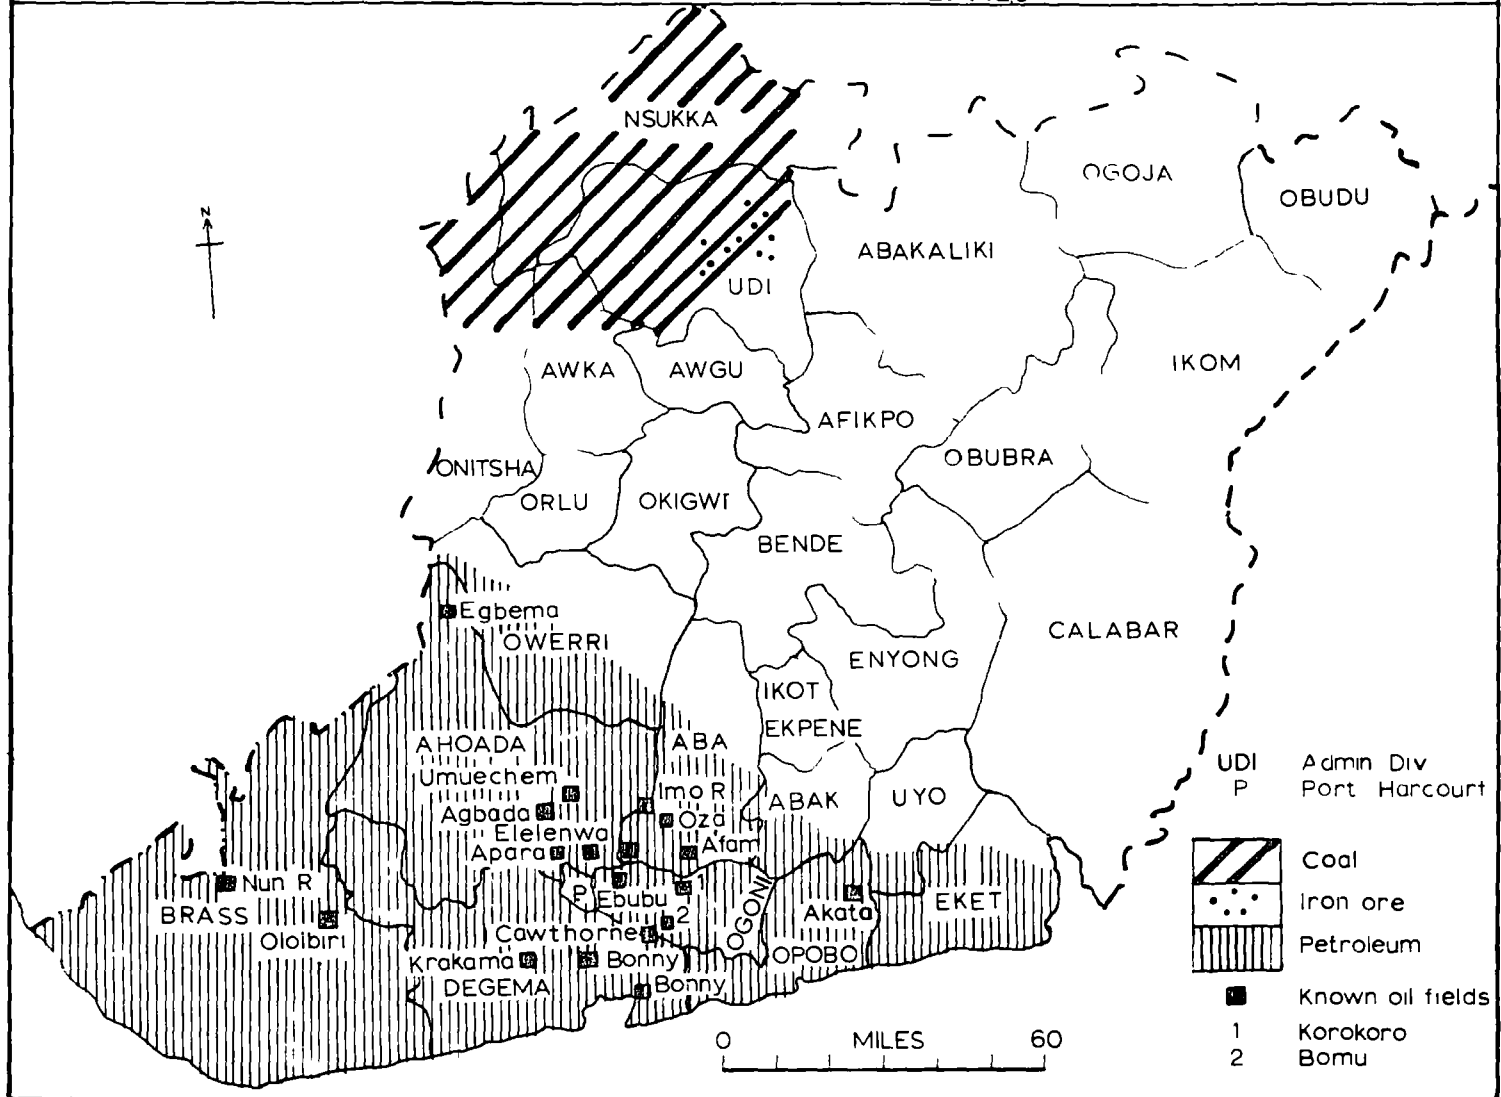 NSUKKA
N
OGOJA
OBUDU
ABAKALIKI
UDI
AWKA
AWGU
IKOM
AFIKPO
ONITSHA
OBUBRA
ORLU
OKIGWI
BENDE
Egbema
OWERRI
CALABAR
ENYONG
IKOT
EKPENE
AHOADA
ABA
Umuechem
Imo R
ABAK
UYO
Agbada
Oza
Elelenwa
Apara
Afam
Nun R
P
Ebubu
1
OGONI
Akata
EKET
BRASS
2
Oloibiri
Cawthorne
Krakama
Bonny
OPOBO
DEGEMA
Bonny
UDI Admin Div
P Port Harcourt
Coal
Iron ore
Petroleum
Known oil fields
1 Korokoro
2 Bomu
0 MILES 60